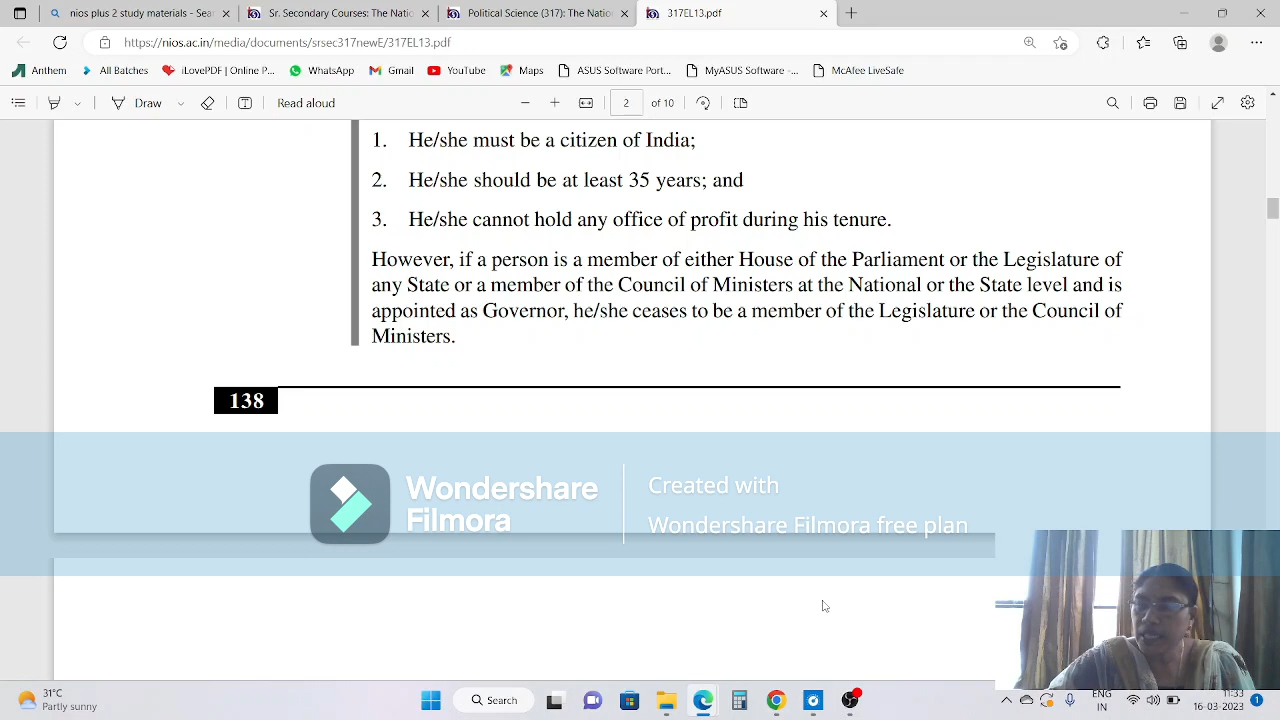 nios plus 2 study materials - Sear
Sr. Secondary Courses: The Natio
Political Science (317): The Nation
317EL13.pdf
https://nios.ac.in/media/documents/srsec317newE/317EL13.pdf
Anthem
All Batches
iLovePDF | Online P...
WhatsApp
Gmail
YouTube
Maps
ASUS Software Port...
MyASUS Software -...
McAfee LiveSafe
Draw
Read aloud
2 of 10
1. He/she must be a citizen of India;
2. He/she should be at least 35 years; and
3. He/she cannot hold any office of profit during his tenure.
However, if a person is a member of either House of the Parliament or the Legislature of
any State or a member of the Council of Ministers at the National or the State level and is
appointed as Governor, he/she ceases to be a member of the Legislature or the Council of
Ministers.
138
Wondershare
Filmora
Created with
Wondershare Filmora free plan
31°C
Partly sunny
Search
ENG
IN
11:33
16-03-2023
1